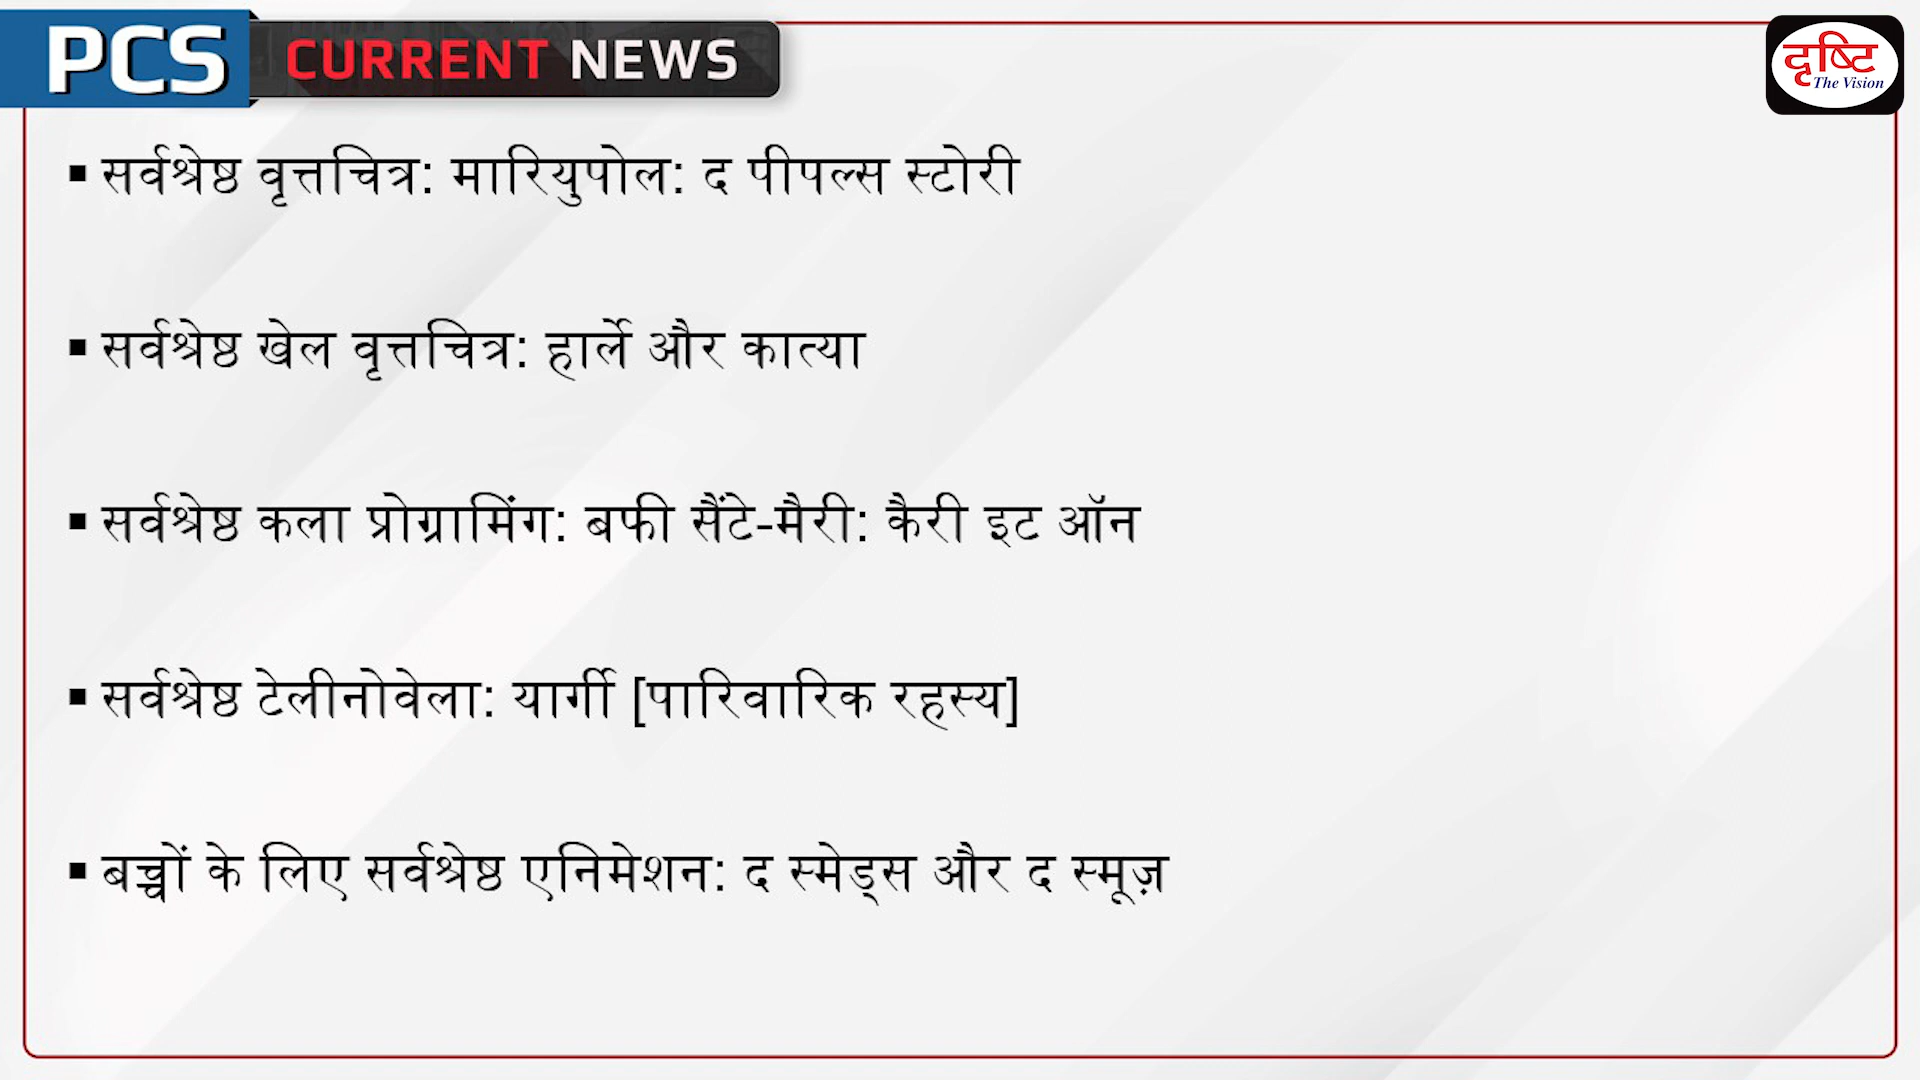 PCS CURRENT NEWS
दृष्टि
The Vision
▪ सर्वश्रेष्ठ वृत्तचित्र: मारियुपोल: द पीपल्स स्टोरी
▪ सर्वश्रेष्ठ खेल वृत्तचित्र: हार्ले और कात्या
▪ सर्वश्रेष्ठ कला प्रोग्रामिंग: बफी सैंटे-मैरी: कैरी इट ऑन
▪ सर्वश्रेष्ठ टेलीनोवेला: यार्गी [पारिवारिक रहस्य]
▪ बच्चों के लिए सर्वश्रेष्ठ एनिमेशन: द स्मेड्स और द स्मूज़